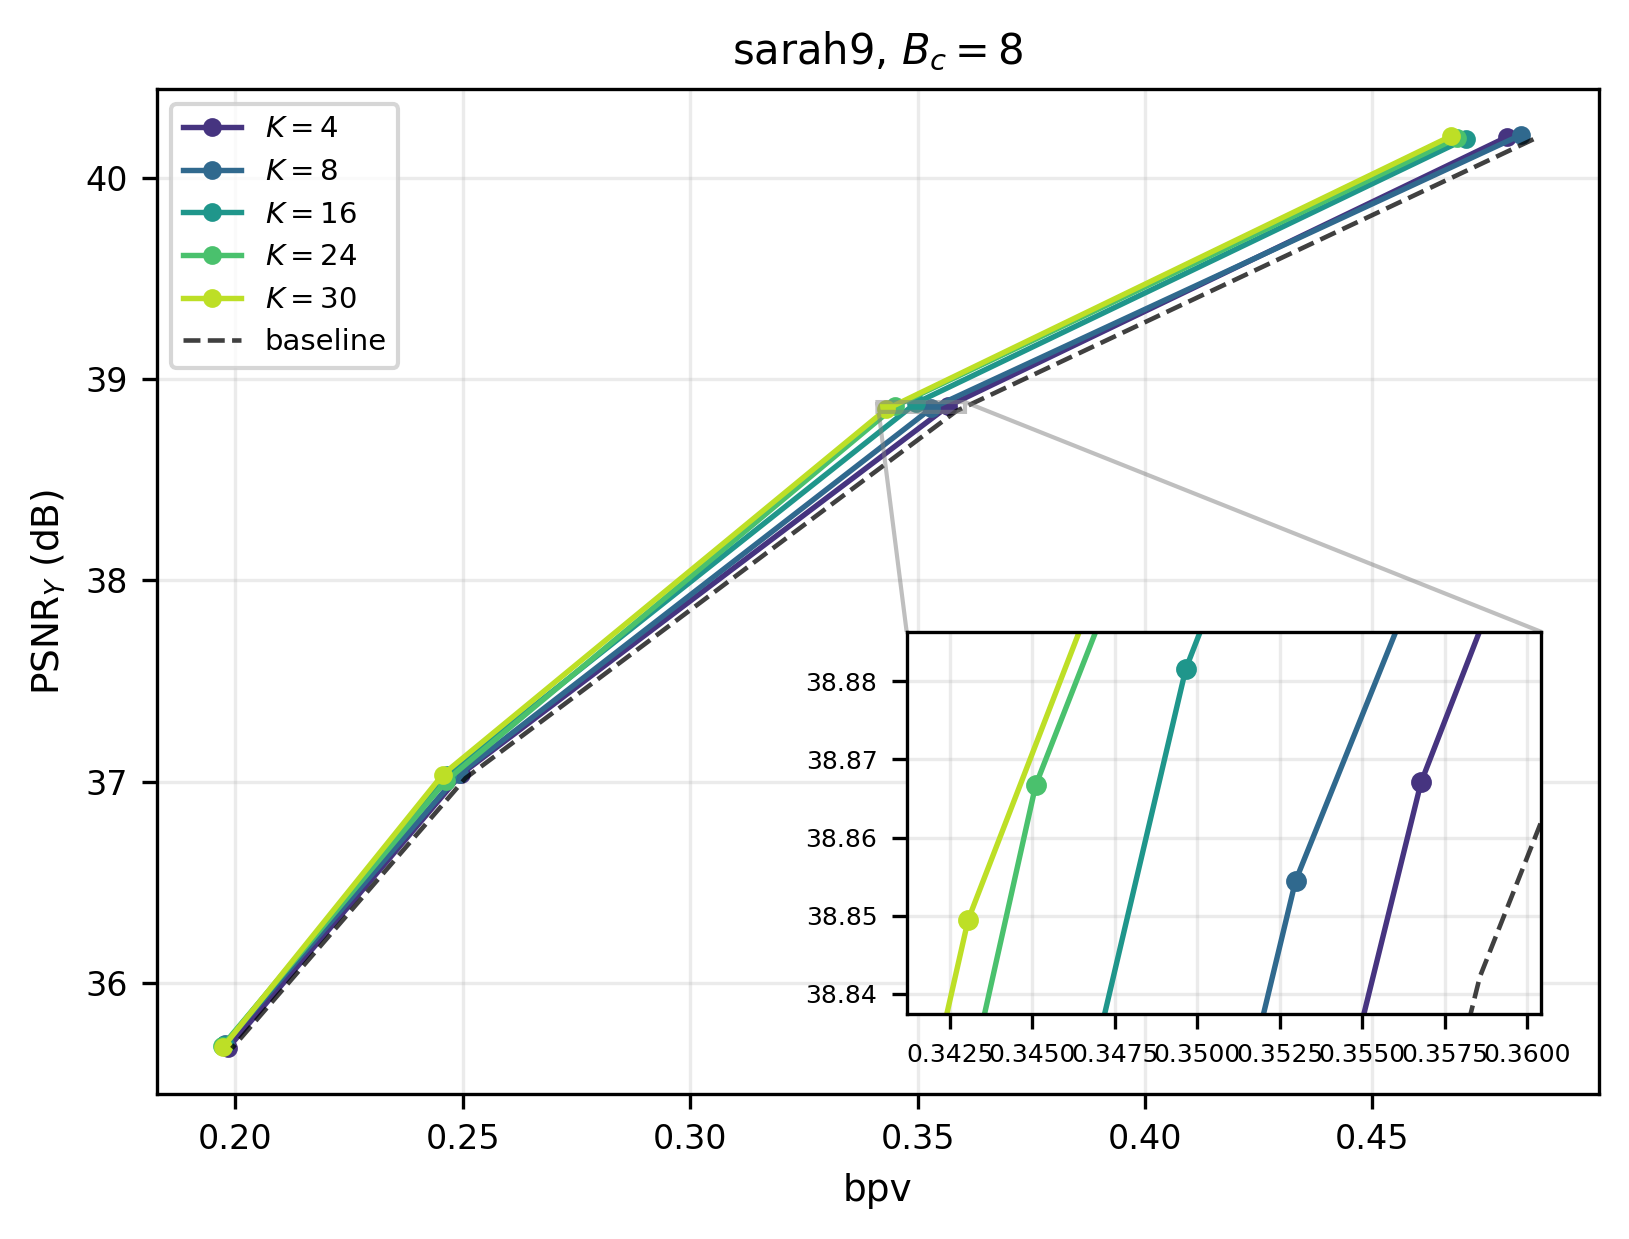 sarah9, B_c = 8
K = 4
K = 8
K = 16
K = 24
K = 30
baseline
PSNR_Y (dB)
40
39
38
37
36
38.88
38.87
38.86
38.85
38.84
0.3425 0.3450 0.3475 0.3500 0.3525 0.3550 0.3575 0.3600
0.20 0.25 0.30 0.35 0.40 0.45
bpv